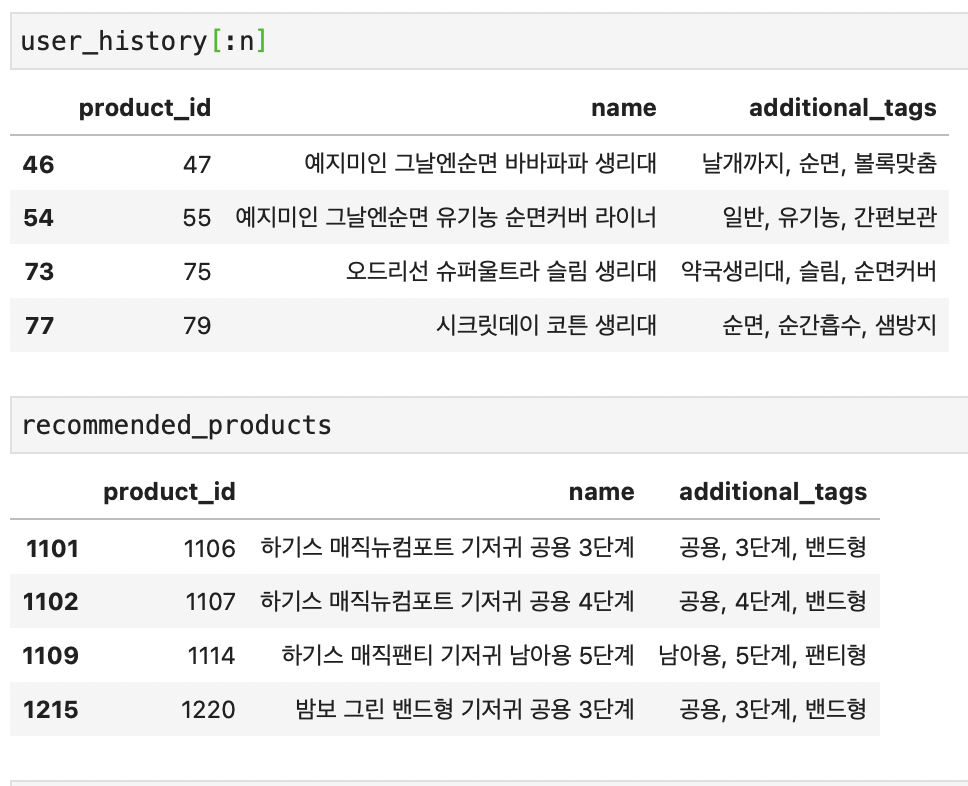 user_history[:n]
product_id name additional_tags
46 47 예지미인 그날엔순면 바바파파 생리대 날개까지, 순면, 볼록맞춤
54 55 예지미인 그날엔순면 유기농 순면커버 라이너 일반, 유기농, 간편보관
73 75 오드리선 슈퍼울트라 슬림 생리대 약국생리대, 슬림, 순면커버
77 79 시크릿데이 코튼 생리대 순면, 순간흡수, 샘방지
recommended_products
product_id name additional_tags
1101 1106 하기스 매직뉴컴포트 기저귀 공용 3단계 공용, 3단계, 밴드형
1102 1107 하기스 매직뉴컴포트 기저귀 공용 4단계 공용, 4단계, 밴드형
1109 1114 하기스 매직팬티 기저귀 남아용 5단계 남아용, 5단계, 팬티형
1215 1220 밤보 그린 밴드형 기저귀 공용 3단계 공용, 3단계, 밴드형